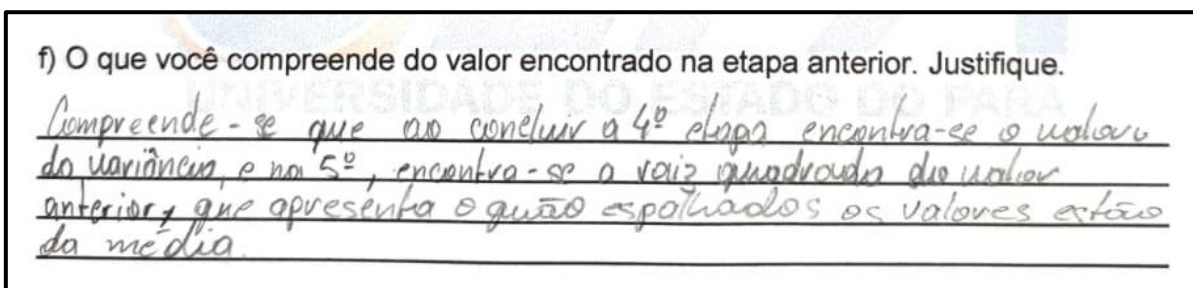 f) O que você compreende do valor encontrado na etapa anterior. Justifique.
UNIVERSIDADE DO ESTADO DO PARÁ
Compreende-se que ao concluir a 4º etapa encontra-se o valor
da variância, e na 5º, encontra-se a raiz quadrada do valor
anterior, que apresenta o quão espalhados os valores estão
da média.